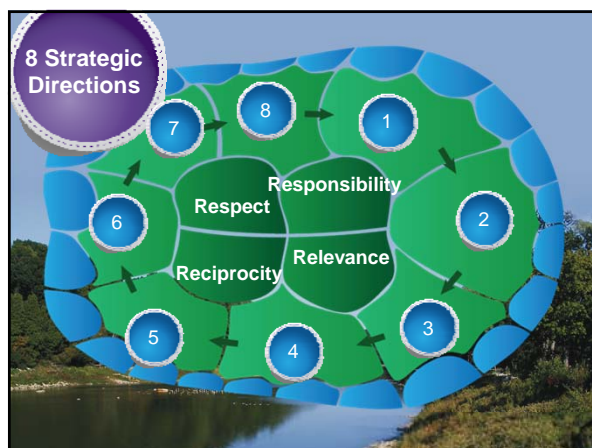 8 Strategic
Directions
7
8
1
Responsibility
Respect
2
6
Reciprocity
Relevance
5
4
3